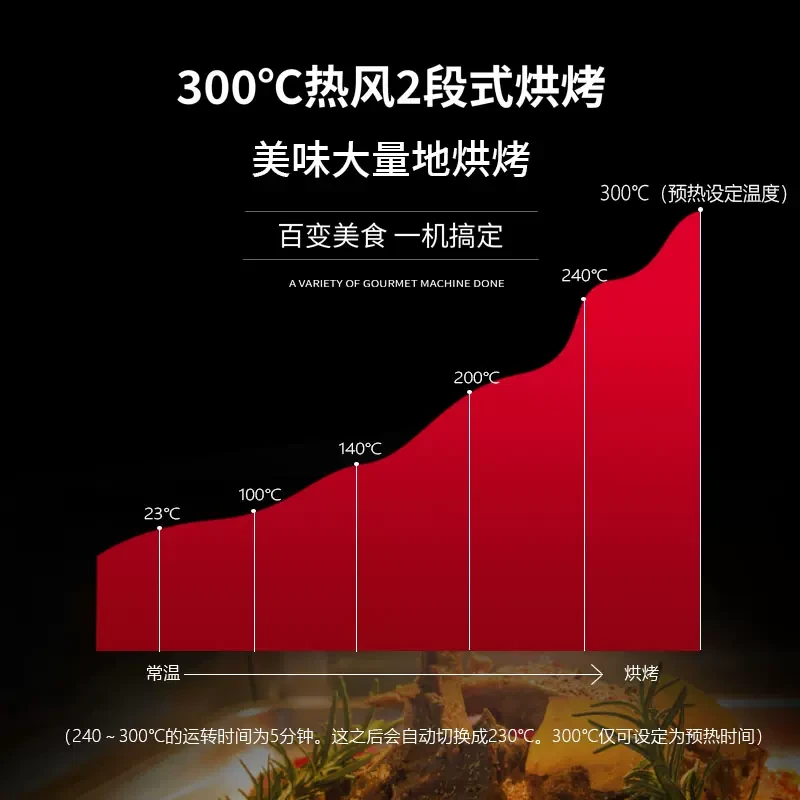 300℃热风2段式烘烤
美味大量地烘烤
300℃（预热设定温度）
百变美食 一机搞定
240℃
A VARIETY OF GOURMET MACHINE DONE
200℃
140℃
100℃
23℃
常温
烘烤
（240～300℃的运转时间为5分钟。这之后会自动切换成230℃。300℃仅可设定为预热时间）